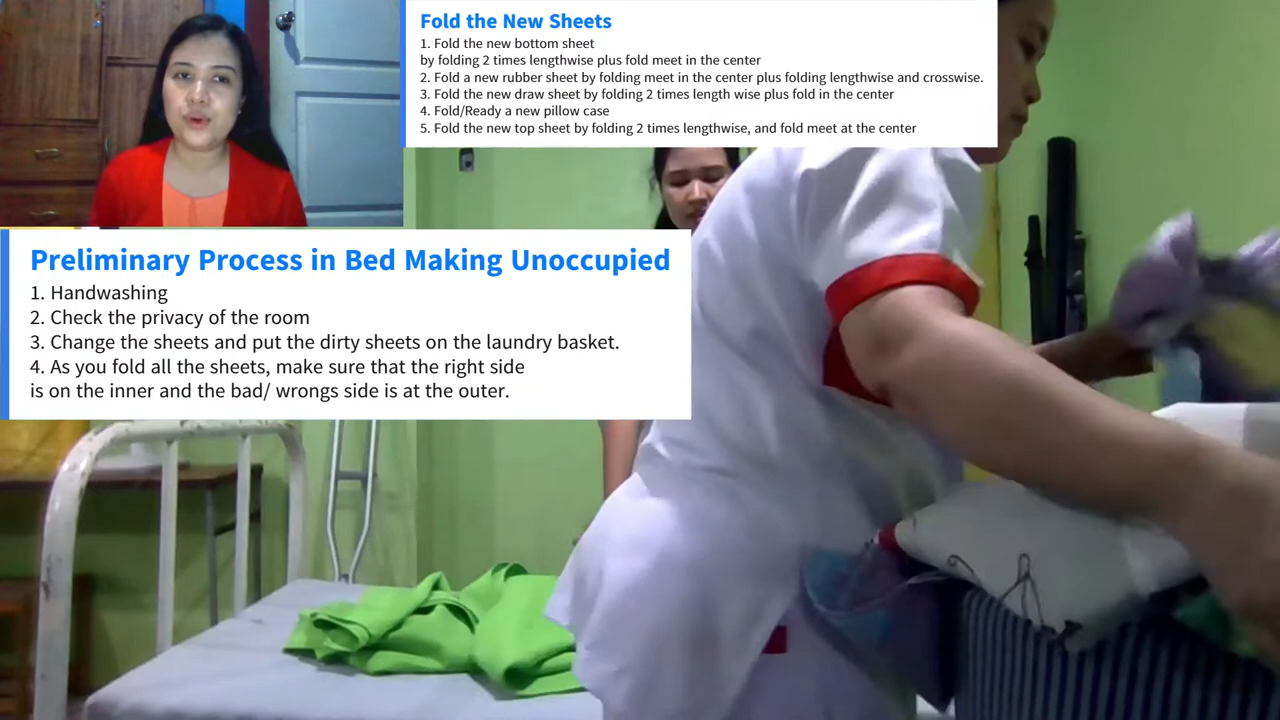 Fold the New Sheets
1. Fold the new bottom sheet
by folding 2 times lengthwise plus fold meet in the center
2. Fold a new rubber sheet by folding meet in the center plus folding lengthwise and crosswise.
3. Fold the new draw sheet by folding 2 times length wise plus fold in the center
4. Fold/Ready a new pillow case
5. Fold the new top sheet by folding 2 times lengthwise, and fold meet at the center
Preliminary Process in Bed Making Unoccupied
1. Handwashing
2. Check the privacy of the room
3. Change the sheets and put the dirty sheets on the laundry basket.
4. As you fold all the sheets, make sure that the right side
is on the inner and the bad/ wrongs side is at the outer.